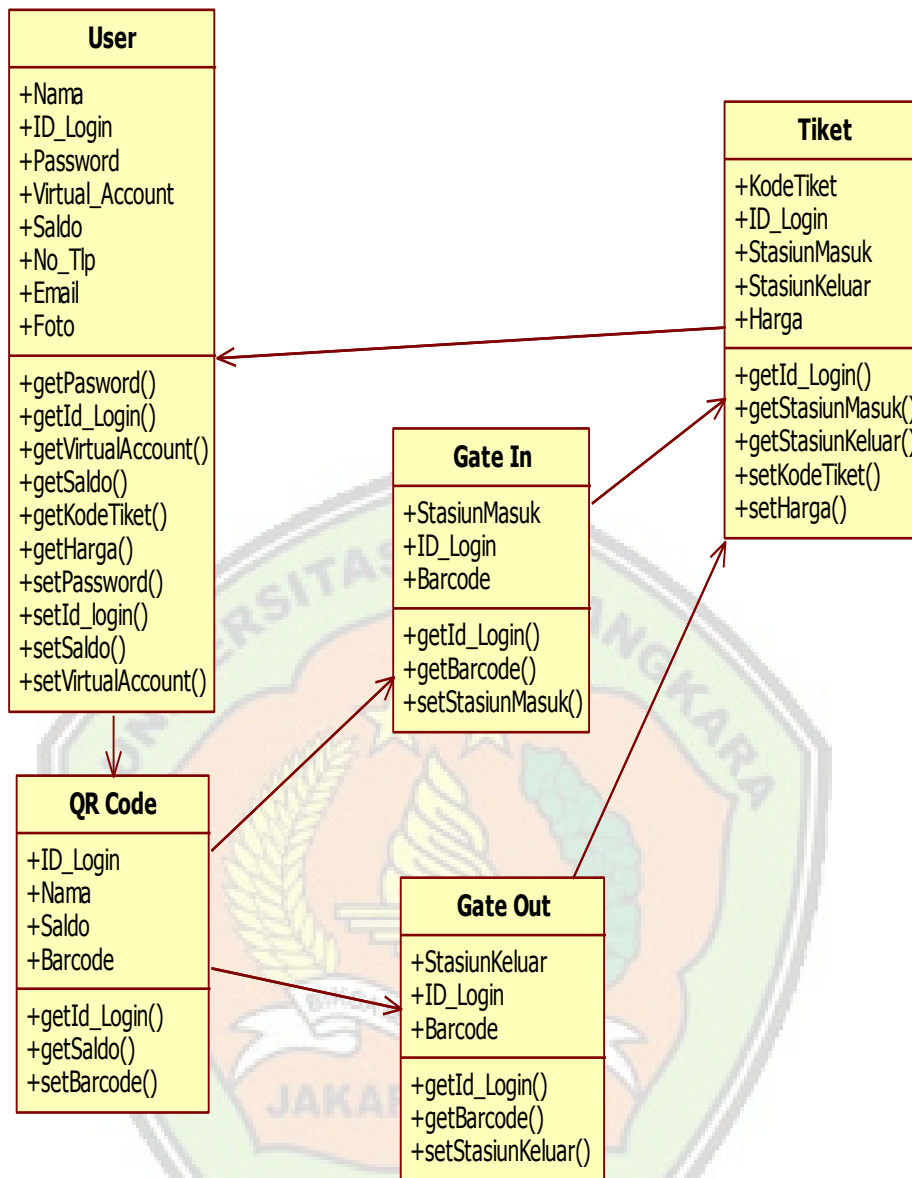 User
+Nama
+ID_Login
+Password
+Virtual_Account
+Saldo
+No_Tlp
+Email
+Foto
+getPasword()
+getId_Login()
+getVirtualAccount()
+getSaldo()
+getKodeTiket()
+getHarga()
+setPassword()
+setId_login()
+setSaldo()
+setVirtualAccount()
Tiket
+KodeTiket
+ID_Login
+StasiunMasuk
+StasiunKeluar
+Harga
+getId_Login()
+getStasiunMasuk()
+getStasiunKeluar()
+setKodeTiket()
+setHarga()
Gate In
+StasiunMasuk
+ID_Login
+Barcode
+getId_Login()
+getBarcode()
+setStasiunMasuk()
QR Code
+ID_Login
+Nama
+Saldo
+Barcode
+getId_Login()
+getSaldo()
+setBarcode()
Gate Out
+StasiunKeluar
+ID_Login
+Barcode
+getId_Login()
+getBarcode()
+setStasiunKeluar()